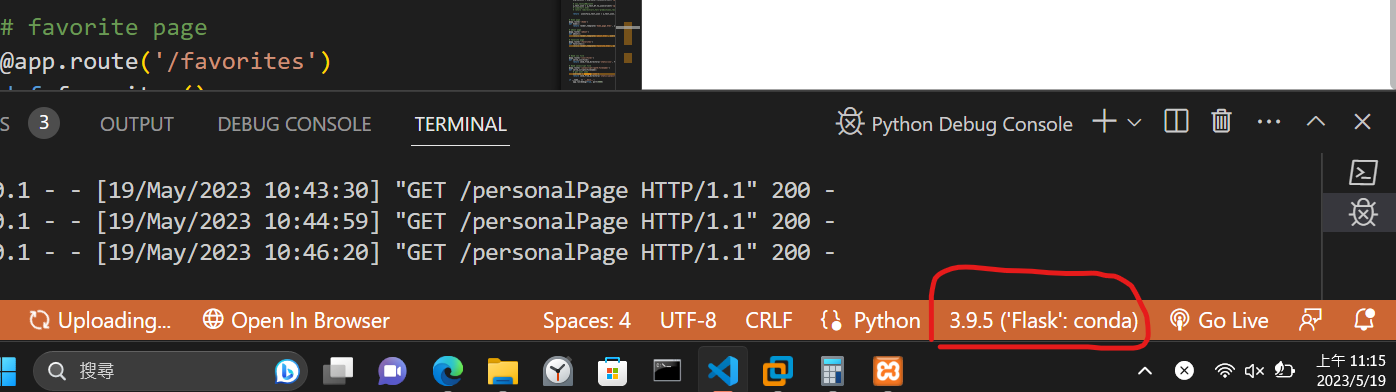 # favorite page
@app.route('/favorites')
3
OUTPUT
DEBUG CONSOLE
TERMINAL
Python Debug Console
0.1 - - [19/May/2023 10:43:30] "GET /personalPage HTTP/1.1" 200 -
0.1 - - [19/May/2023 10:44:59] "GET /personalPage HTTP/1.1" 200 -
0.1 - - [19/May/2023 10:46:20] "GET /personalPage HTTP/1.1" 200 -
Uploading...
Open In Browser
Spaces: 4
UTF-8
CRLF
Python
3.9.5 ('Flask': conda)
Go Live
搜尋
上午 11:15
2023/5/19